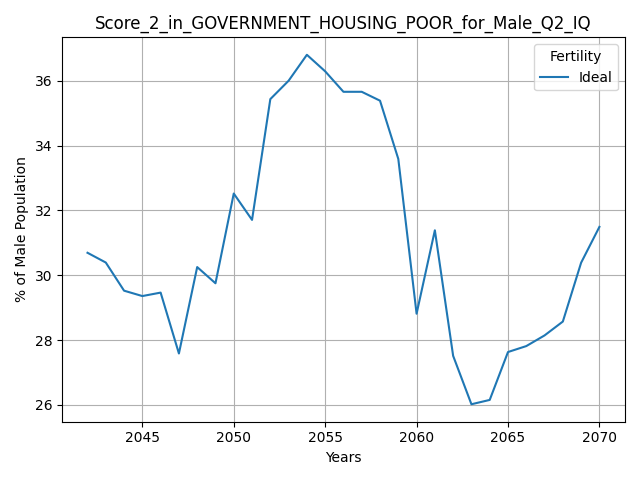 Score_2_in_GOVERNMENT_HOUSING_POOR_for_Male_Q2_IQ
Fertility
Ideal
% of Male Population
36
34
32
30
28
26
2045 2050 2055 2060 2065 2070
Years